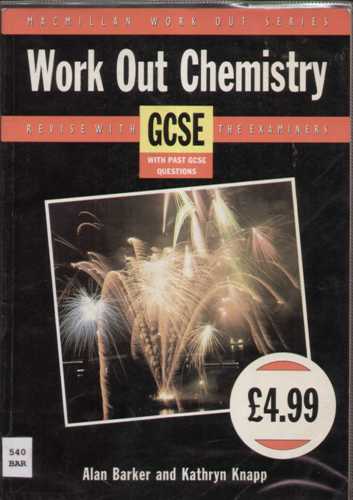 MACMILLAN WORK OUT SERIES
Work Out Chemistry
REVISE WITH GCSE THE EXAMINERS
WITH PAST GCSE
QUESTIONS
£4.99
540
BAR
Alan Barker and Kathryn Knapp